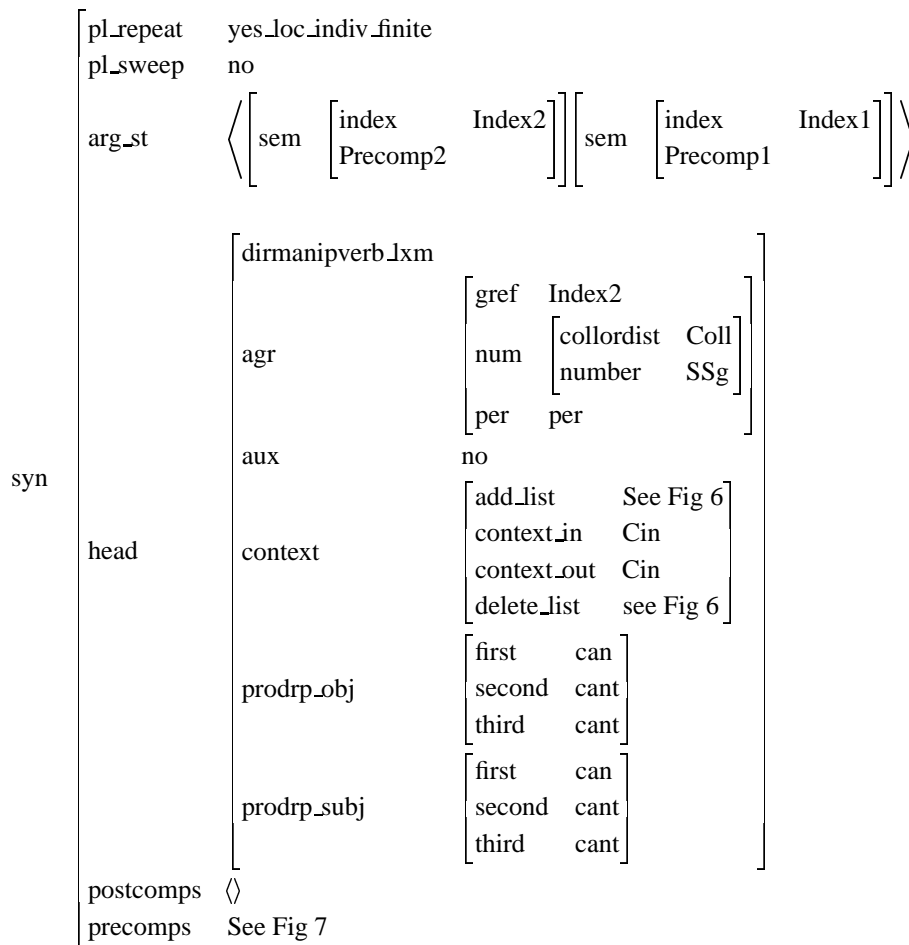 pl_repeat yes_loc_indiv_finite
pl_sweep no
arg_st ⟨[sem [index Index2 Precomp2]] [sem [index Index1 Precomp1]]⟩
dirmanipverb_lxm
gref Index2
agr num collordist Coll
number SSg
per per
aux no
syn
add_list See Fig 6
context_in Cin
head context
context_out Cin
delete_list see Fig 6
first can
prodrp_obj second cant
third cant
first can
prodrp_subj second cant
third cant
postcomps ⟨⟩
precomps See Fig 7